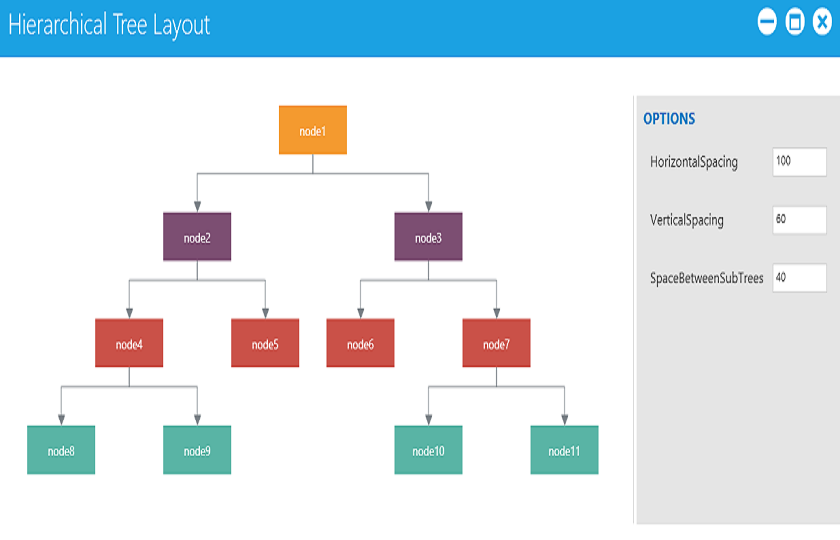 Hierarchical Tree Layout
node1
node2
node3
node4
node5
node6
node7
node8
node9
node10
node11
OPTIONS
HorizontalSpacing 100
VerticalSpacing 60
SpaceBetweenSubTrees 40